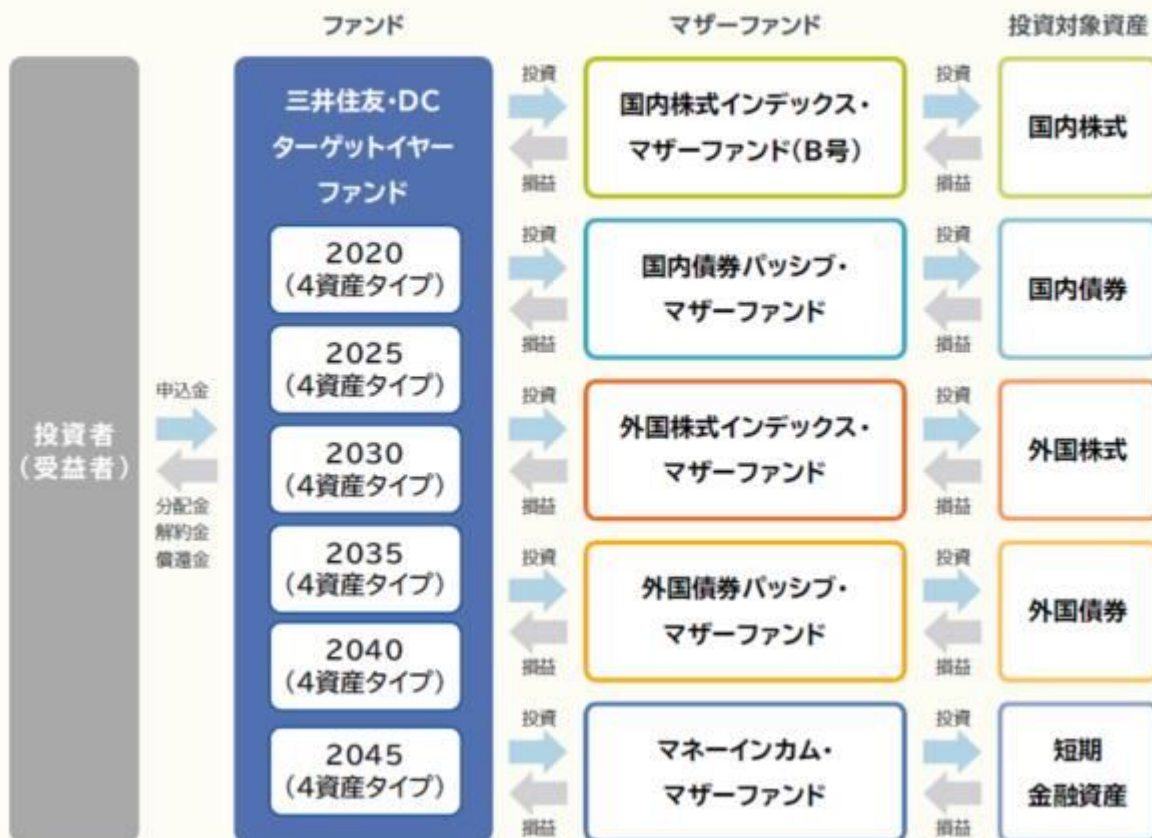 ファンド
マザーファンド
投資対象資産
投資者
(受益者)
申込金
分配金
解約金
償還金
三井住友・DC
ターゲットイヤー
ファンド
2020
(4資産タイプ)
2025
(4資産タイプ)
2030
(4資産タイプ)
2035
(4資産タイプ)
2040
(4資産タイプ)
2045
(4資産タイプ)
投資
損益
国内株式インデックス・
マザーファンド(B号)
投資
損益
国内株式
投資
損益
国内債券パッシブ・
マザーファンド
投資
損益
国内債券
投資
損益
外国株式インデックス・
マザーファンド
投資
損益
外国株式
投資
損益
外国債券パッシブ・
マザーファンド
投資
損益
外国債券
投資
損益
マネーインカム・
マザーファンド
投資
損益
短期
金融資産